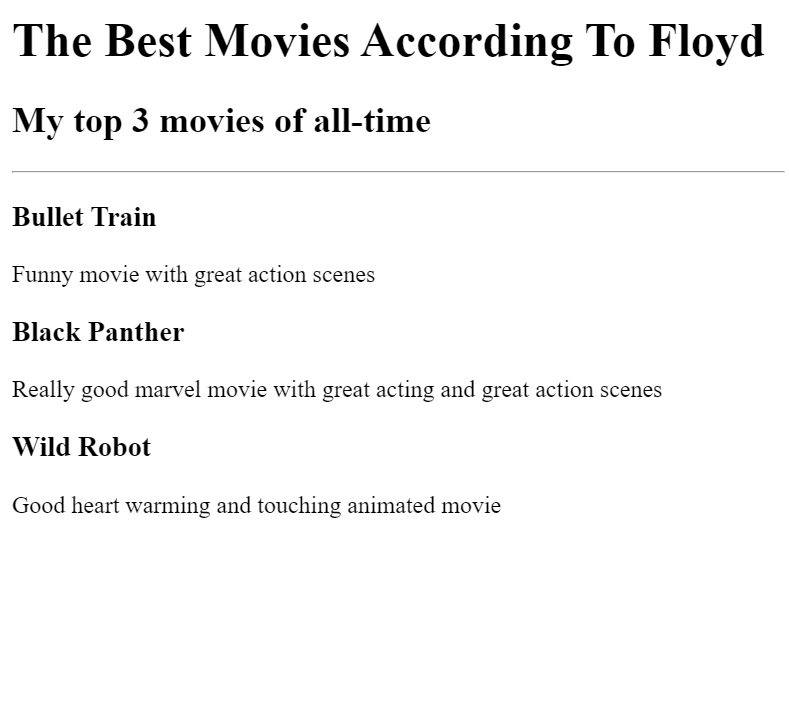 The Best Movies According To Floyd
My top 3 movies of all-time
Bullet Train
Funny movie with great action scenes
Black Panther
Really good marvel movie with great acting and great action scenes
Wild Robot
Good heart warming and touching animated movie